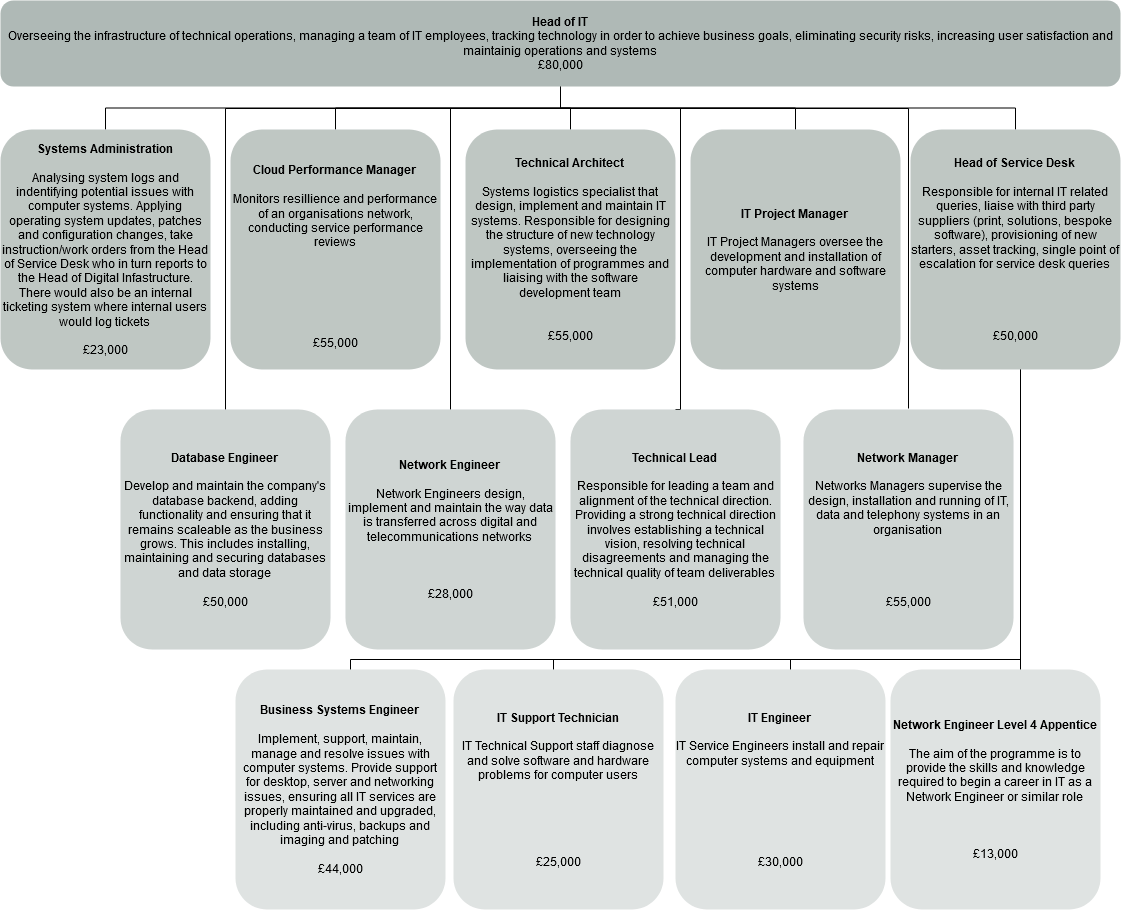 Head of IT
Overseeing the infrastructure of technical operations, managing a team of IT employees, tracking technology in order to achieve business goals, eliminating security risks, increasing user satisfaction and
maintainig operations and systems
£80,000
Systems Administration
Analysing system logs and
indentifying potential issues with
computer systems. Applying
operating system updates, patches
and configuration changes, take
instruction/work orders from the Head
of Service Desk who in turn reports to
the Head of Digital Infastructure.
There would also be an internal
ticketing system where internal users
would log tickets
£23,000
Cloud Performance Manager
Monitors resillience and performance
of an organisations network,
conducting service performance
reviews
£55,000
Technical Architect
Systems logistics specialist that
design, implement and maintain IT
systems. Responsible for designing
the structure of new technology
systems, overseeing the
implementation of programmes and
liaising with the software
development team
£55,000
IT Project Manager
IT Project Managers oversee the
development and installation of
computer hardware and software
systems
Head of Service Desk
Responsible for internal IT related
queries, liaise with third party
suppliers (print, solutions, bespoke
software), provisioning of new
starters, asset tracking, single point of
escalation for service desk queries
£50,000
Database Engineer
Develop and maintain the company's
database backend, adding
functionality and ensuring that it
remains scaleable as the business
grows. This includes installing,
maintaining and securing databases
and data storage
£50,000
Network Engineer
Network Engineers design,
implement and maintain the way data
is transferred across digital and
telecommunications networks
£28,000
Technical Lead
Responsible for leading a team and
alignment of the technical direction.
Providing a strong technical direction
involves establishing a technical
vision, resolving technical
disagreements and managing the
technical quality of team deliverables
£51,000
Network Manager
Networks Managers supervise the
design, installation and running of IT,
data and telephony systems in an
organisation
£55,000
Business Systems Engineer
Implement, support, maintain,
manage and resolve issues with
computer systems. Provide support
for desktop, server and networking
issues, ensuring all IT services are
properly maintained and upgraded,
including anti-virus, backups and
imaging and patching
£44,000
IT Support Technician
IT Technical Support staff diagnose
and solve software and hardware
problems for computer users
£25,000
IT Engineer
IT Service Engineers install and repair
computer systems and equipment
£30,000
Network Engineer Level 4 Appentice
The aim of the programme is to
provide the skills and knowledge
required to begin a career in IT as a
Network Engineer or similar role
£13,000